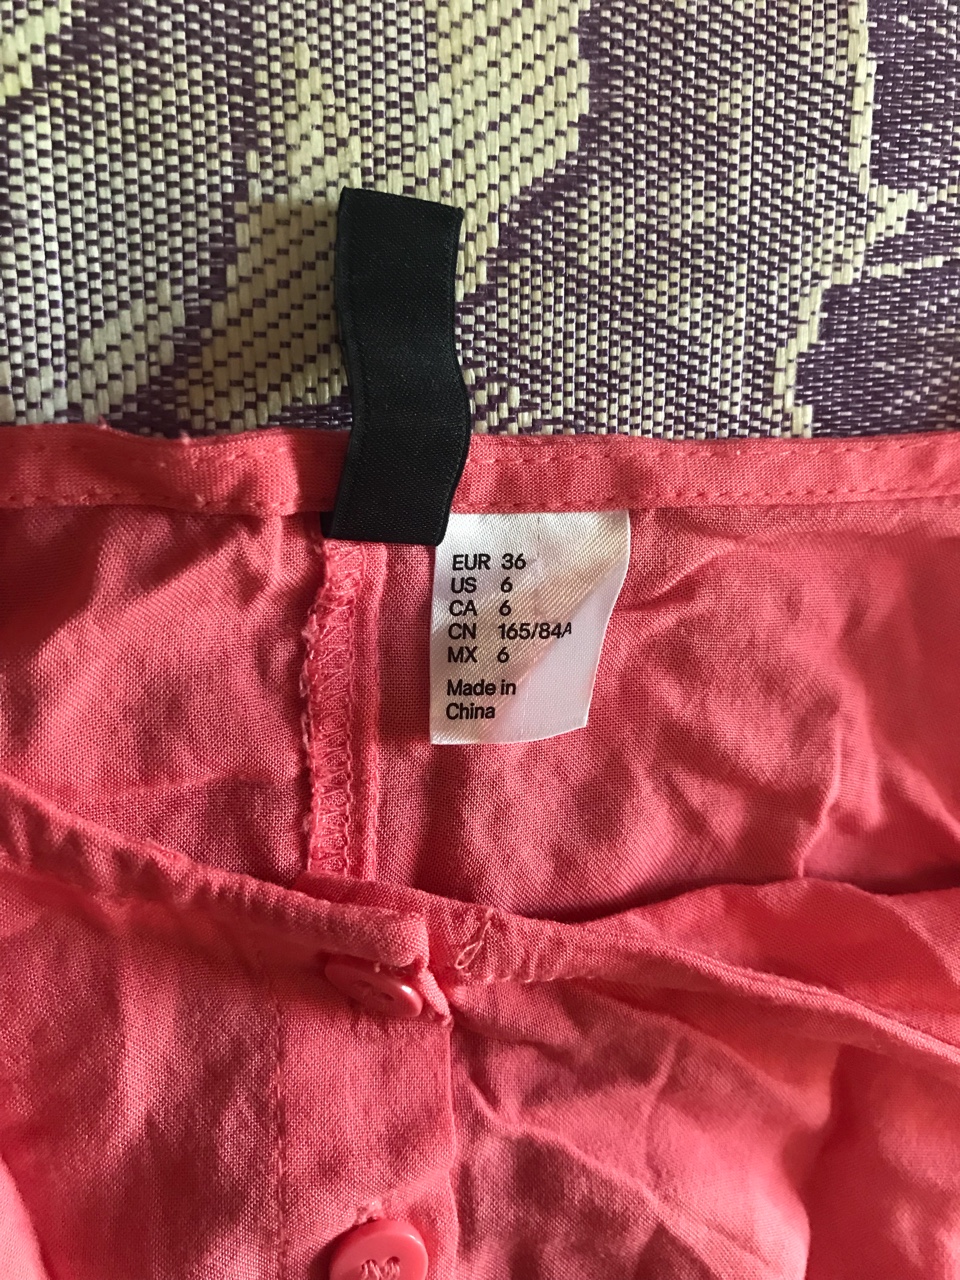 EUR 36
US 6
CA 6
CN 165/84A
MX 6
Made in
China